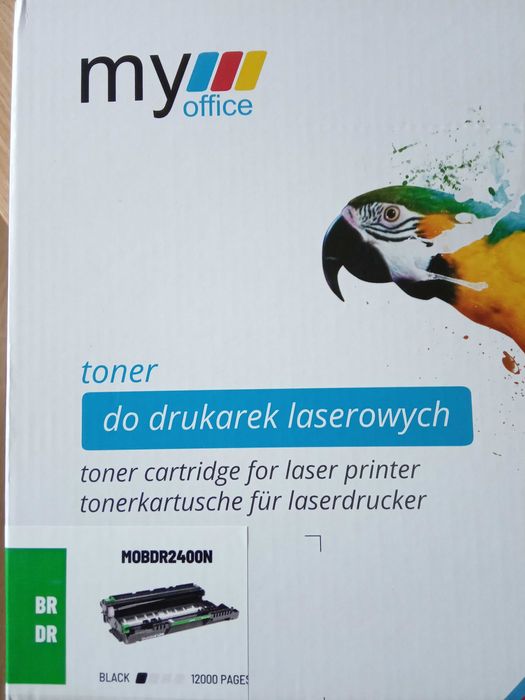 my
office
toner
do drukarek laserowych
toner cartridge for laser printer
tonerkartusche für laserdrucker
MOBDR2400N
BR
DR
BLACK 12000 PAGES